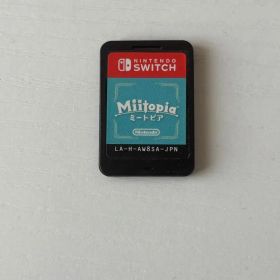 NINTENDO
SWITCH
Miitopia
ミートピア
Nintendo
LA-H-AW8SA-JPN